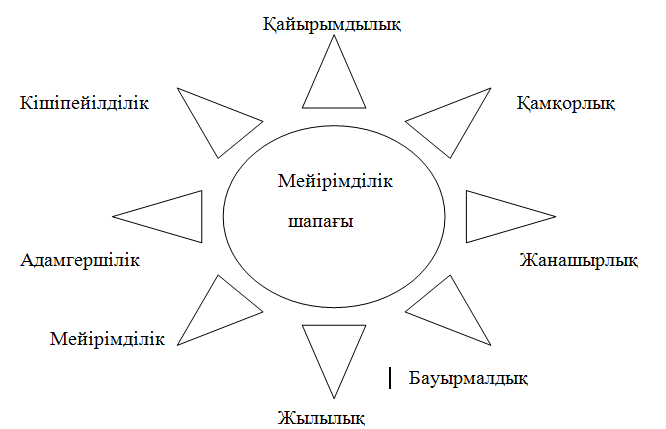 Қайырымдылық
Кішіпейілділік
Қамқорлық
Мейірімділік
шапағы
Адамгершілік
Жанашырлық
Мейірімділік
Бауырмалдық
Жылылық